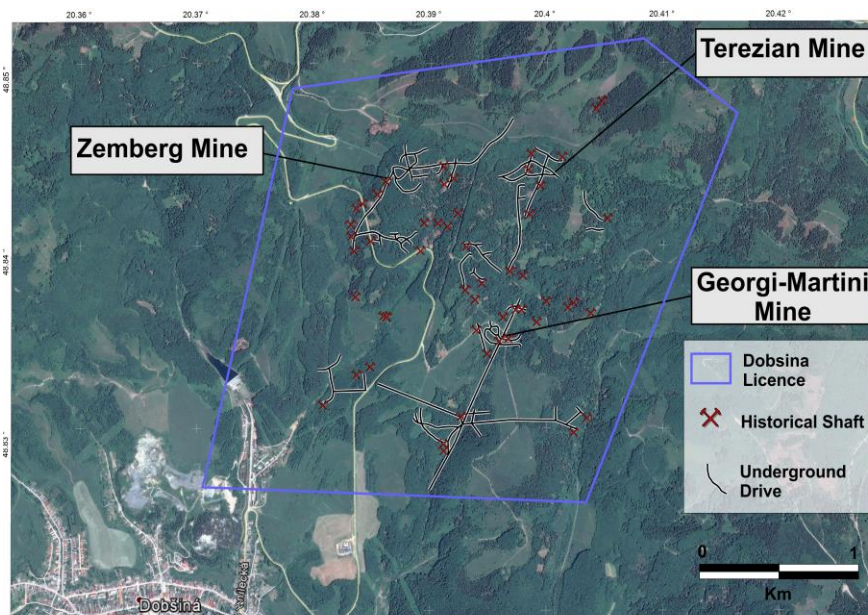 20.36 °
20.37 °
20.38 °
20.39 °
20.4 °
20.41 °
20.42 °
48.85 °
48.84 °
48.83 °
Terezian Mine
Zemberg Mine
Georgi-Martini
Mine
Dobsina
Licence
Historical Shaft
Underground
Drive
0
1
Km
Dobšiná